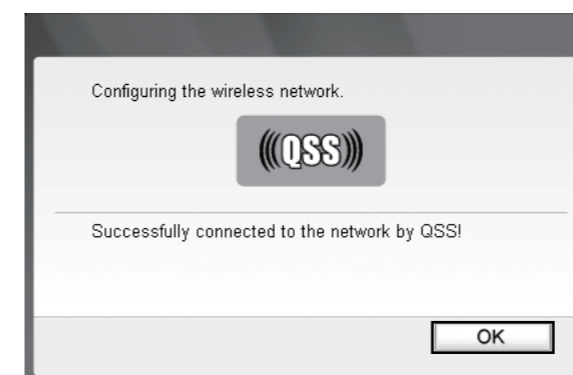 Configuring the wireless network.
QSS
Successfully connected to the network by QSS!
OK